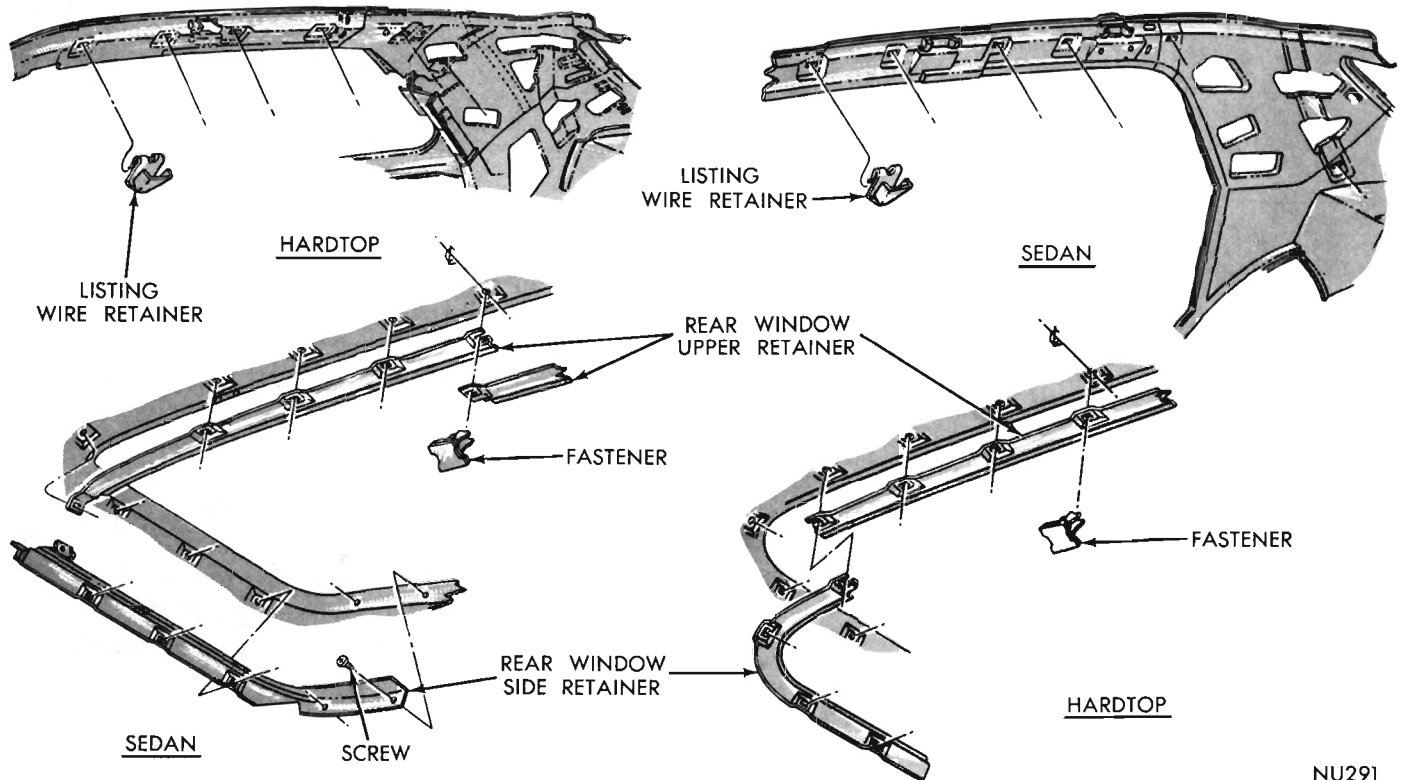 LISTING
WIRE RETAINER
HARDTOP
LISTING
WIRE RETAINER
SEDAN
REAR WINDOW
UPPER RETAINER
FASTENER
FASTENER
REAR WINDOW
SIDE RETAINER
SCREW
SEDAN
HARDTOP
NU291